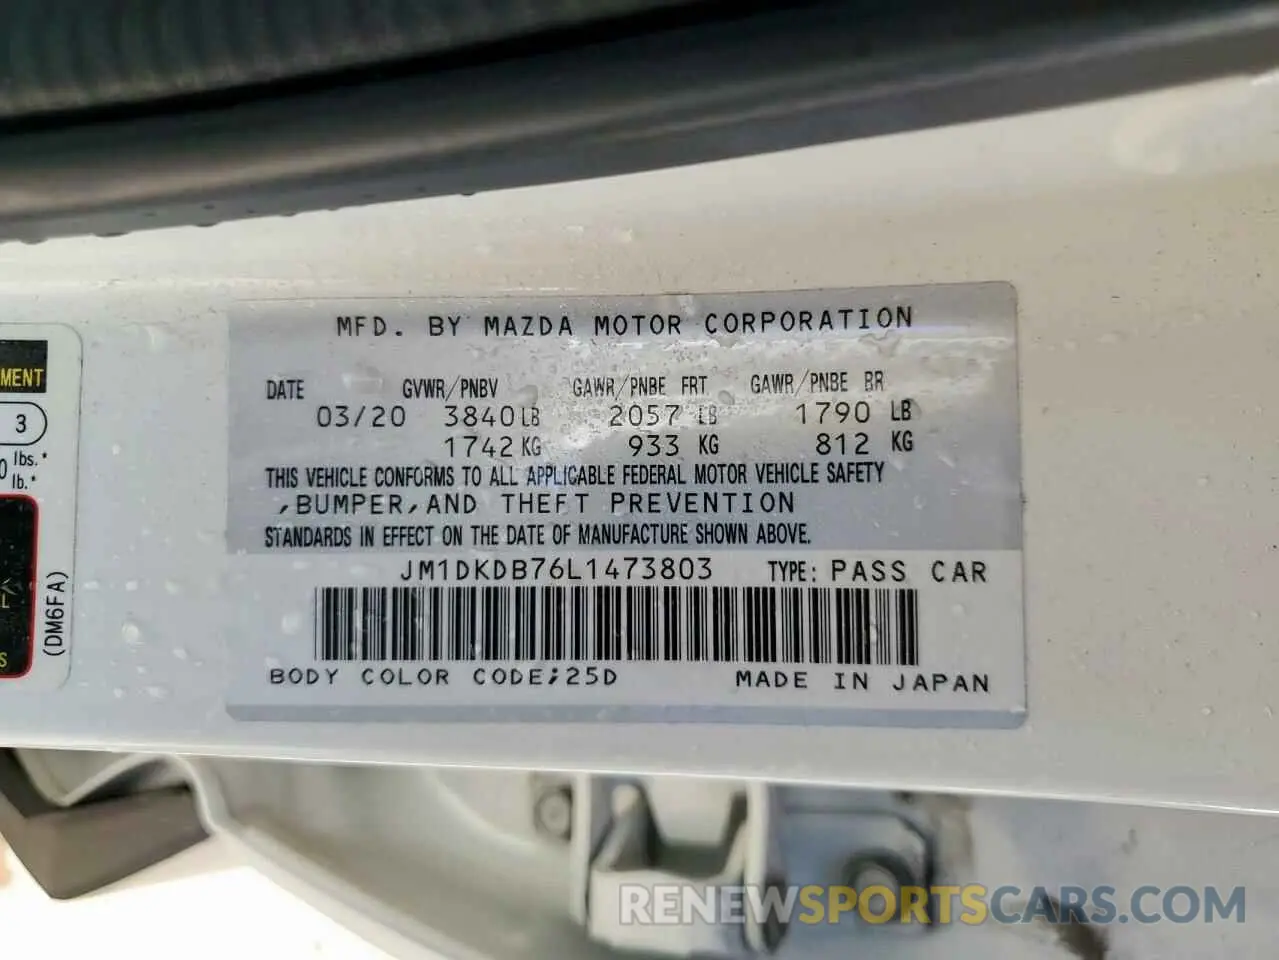 MFD. BY MAZDA MOTOR CORPORATION
DATE GVWR/PNBV GAWR/PNBE FRT GAWR/PNBE RR
03/20 3840LB 2057 LB 1790 LB
1742KG 933 KG 812 KG
THIS VEHICLE CONFORMS TO ALL APPLICABLE FEDERAL MOTOR VEHICLE SAFETY
,BUMPER,AND THEFT PREVENTION
STANDARDS IN EFFECT ON THE DATE OF MANUFACTURE SHOWN ABOVE.
JM1DKDB76L1473803 TYPE: PASS CAR
BODY COLOR CODE;25D MADE IN JAPAN
MENT
3
0 lbs.*
lb.*
(DM6FA)
RENEWSPORTSCARS.COM